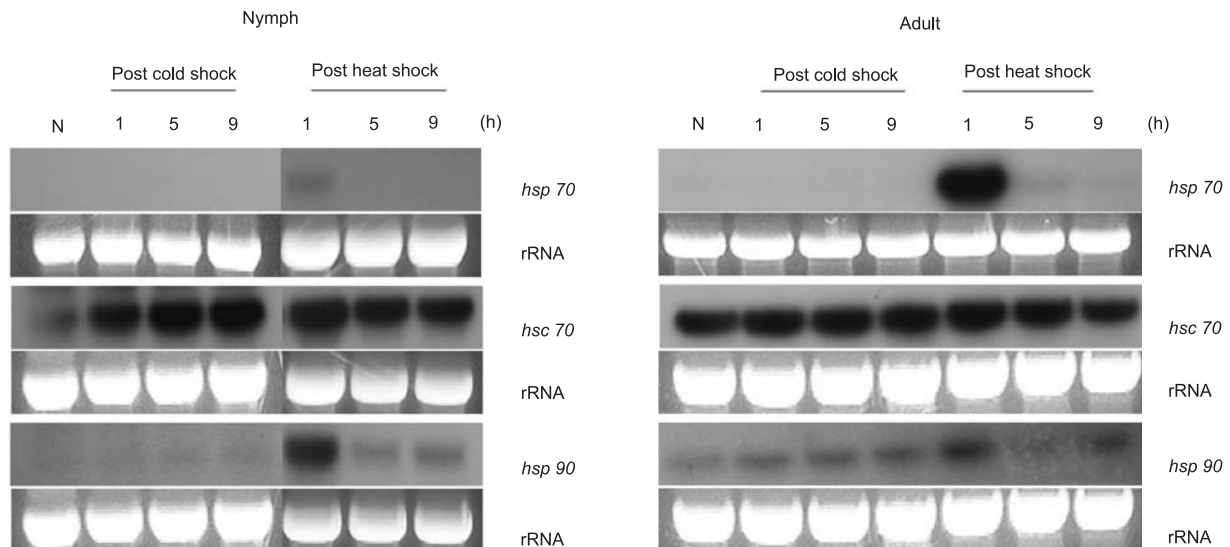 Nymph
Post cold shock Post heat shock
N 1 5 9 1 5 9 (h)
hsp 70
rRNA
hsc 70
rRNA
hsp 90
rRNA
Adult
Post cold shock Post heat shock
N 1 5 9 1 5 9 (h)
hsp 70
rRNA
hsc 70
rRNA
hsp 90
rRNA